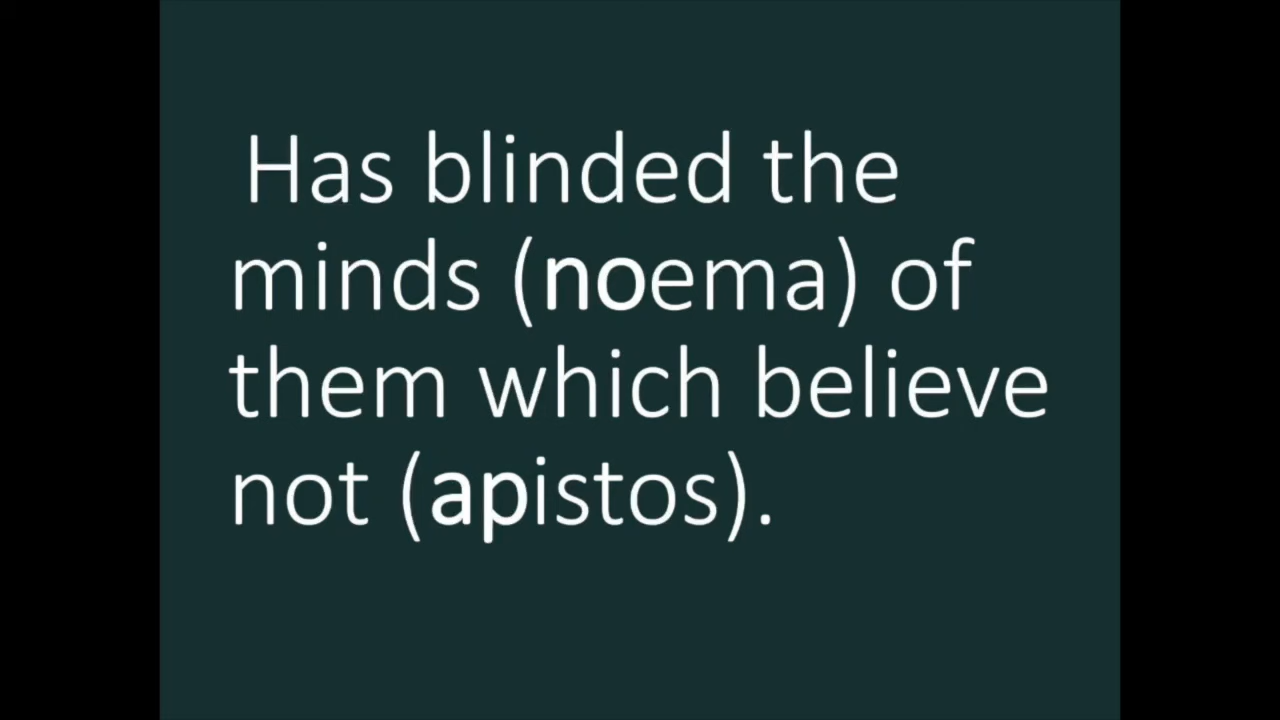 Has blinded the
minds (noema) of
them which believe
not (apistos).